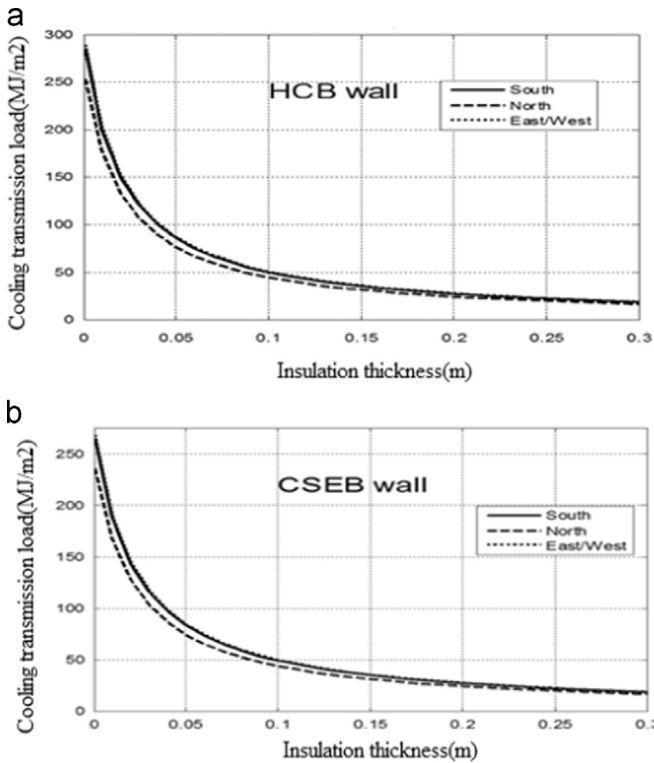 a
Cooling transmission load(MJ/m2)
300
250
200
150
100
50
0
HCB wall
South
North
East/West
0
0.05
0.1
0.15
0.2
0.25
0.3
Insulation thickness(m)
b
Cooling transmission load(MJ/m2)
250
200
150
100
50
0
CSEB wall
South
North
East/West
0
0.05
0.1
0.15
0.2
0.25
0.3
Insulation thickness(m)